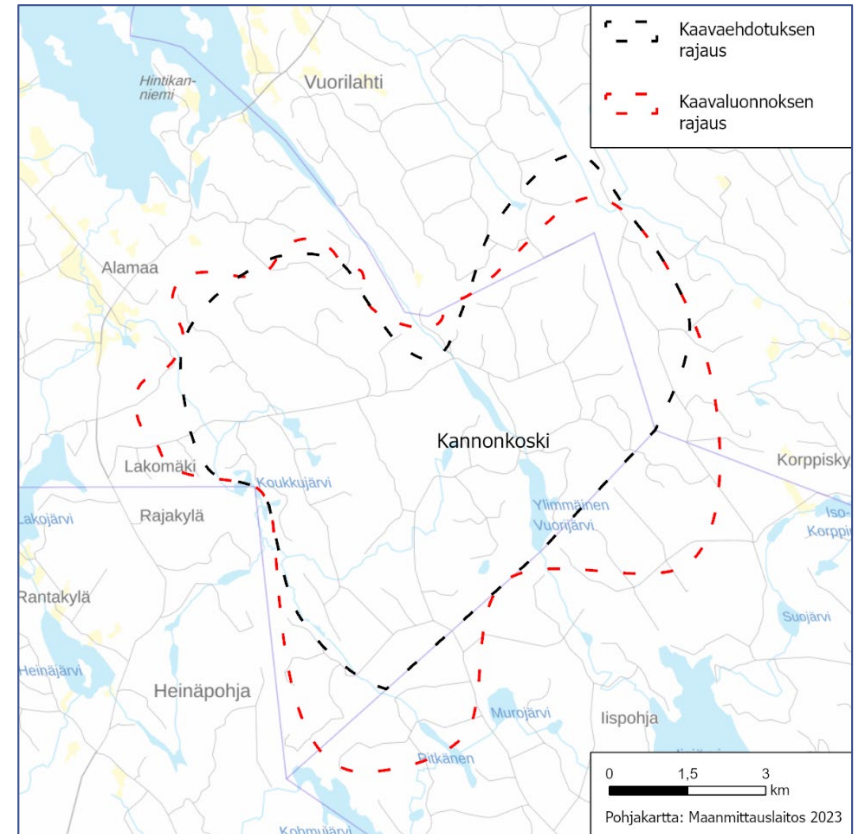 Kaavaehdotuksen
rajaus
Kaavaluonnoksen
rajaus
Hintikan-
niemi
Vuorilahti
Alamaa
Kannonkoski
Lakomäki
Koukkujärvi
Korppisky
Ylimmäinen
Vuorijärvi
Rajakylä
Lakojärvi
Iso-
Korppin
Rantakylä
Suojärvi
Heinäjärvi
Heinäpohja
Murojärvi
Iispohja
Pitkänen
0 1,5 3
km
Pohjakartta: Maanmittauslaitos 2023